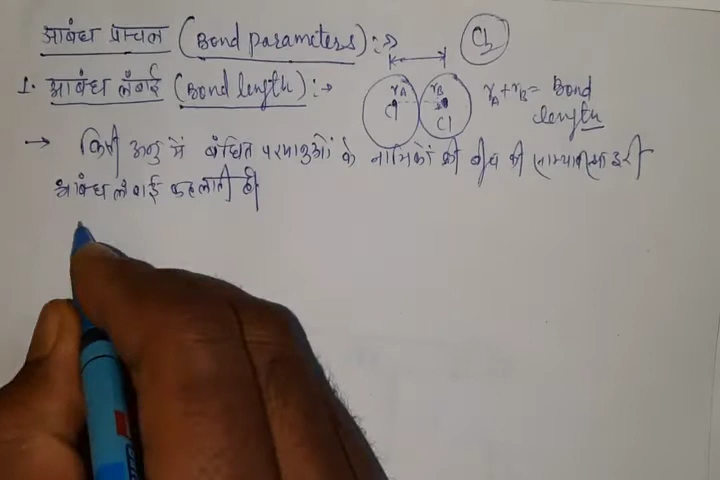 आबंध प्राचल (Bond parameters):→
Cl₂
1. आबंध लंबाई (Bond length):→
rA rB
Cl Cl
rA + rB = Bond
length
→ किसी अनु में बंधित परमाणुओं के नाभिकों की बीच की साम्यावस्था दूरी
आबंध लंबाई कहलाती है